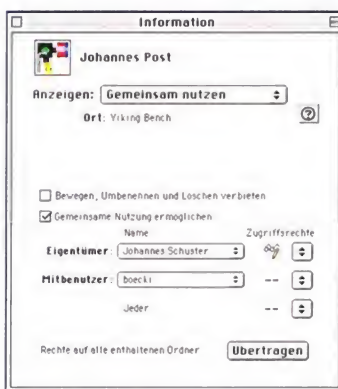 Information
Johannes Post
Anzeigen: Gemeinsam nutzen
Ort: Viking Bench
Bewegen, Umbenennen und Löschen verbieten
Gemeinsame Nutzung ermöglichen
Name Zugriffsrechte
Eigentümer: Johannes Schuster
Mitbenutzer: boecki --
Jeder --
Rechte auf alle enthaltenen Ordner Übertragen